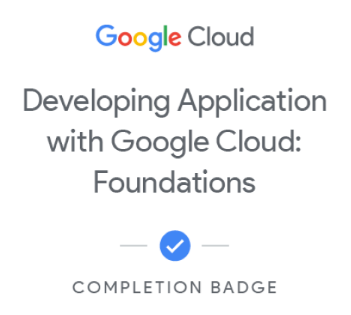 Google Cloud
Developing Application
with Google Cloud:
Foundations
COMPLETION BADGE